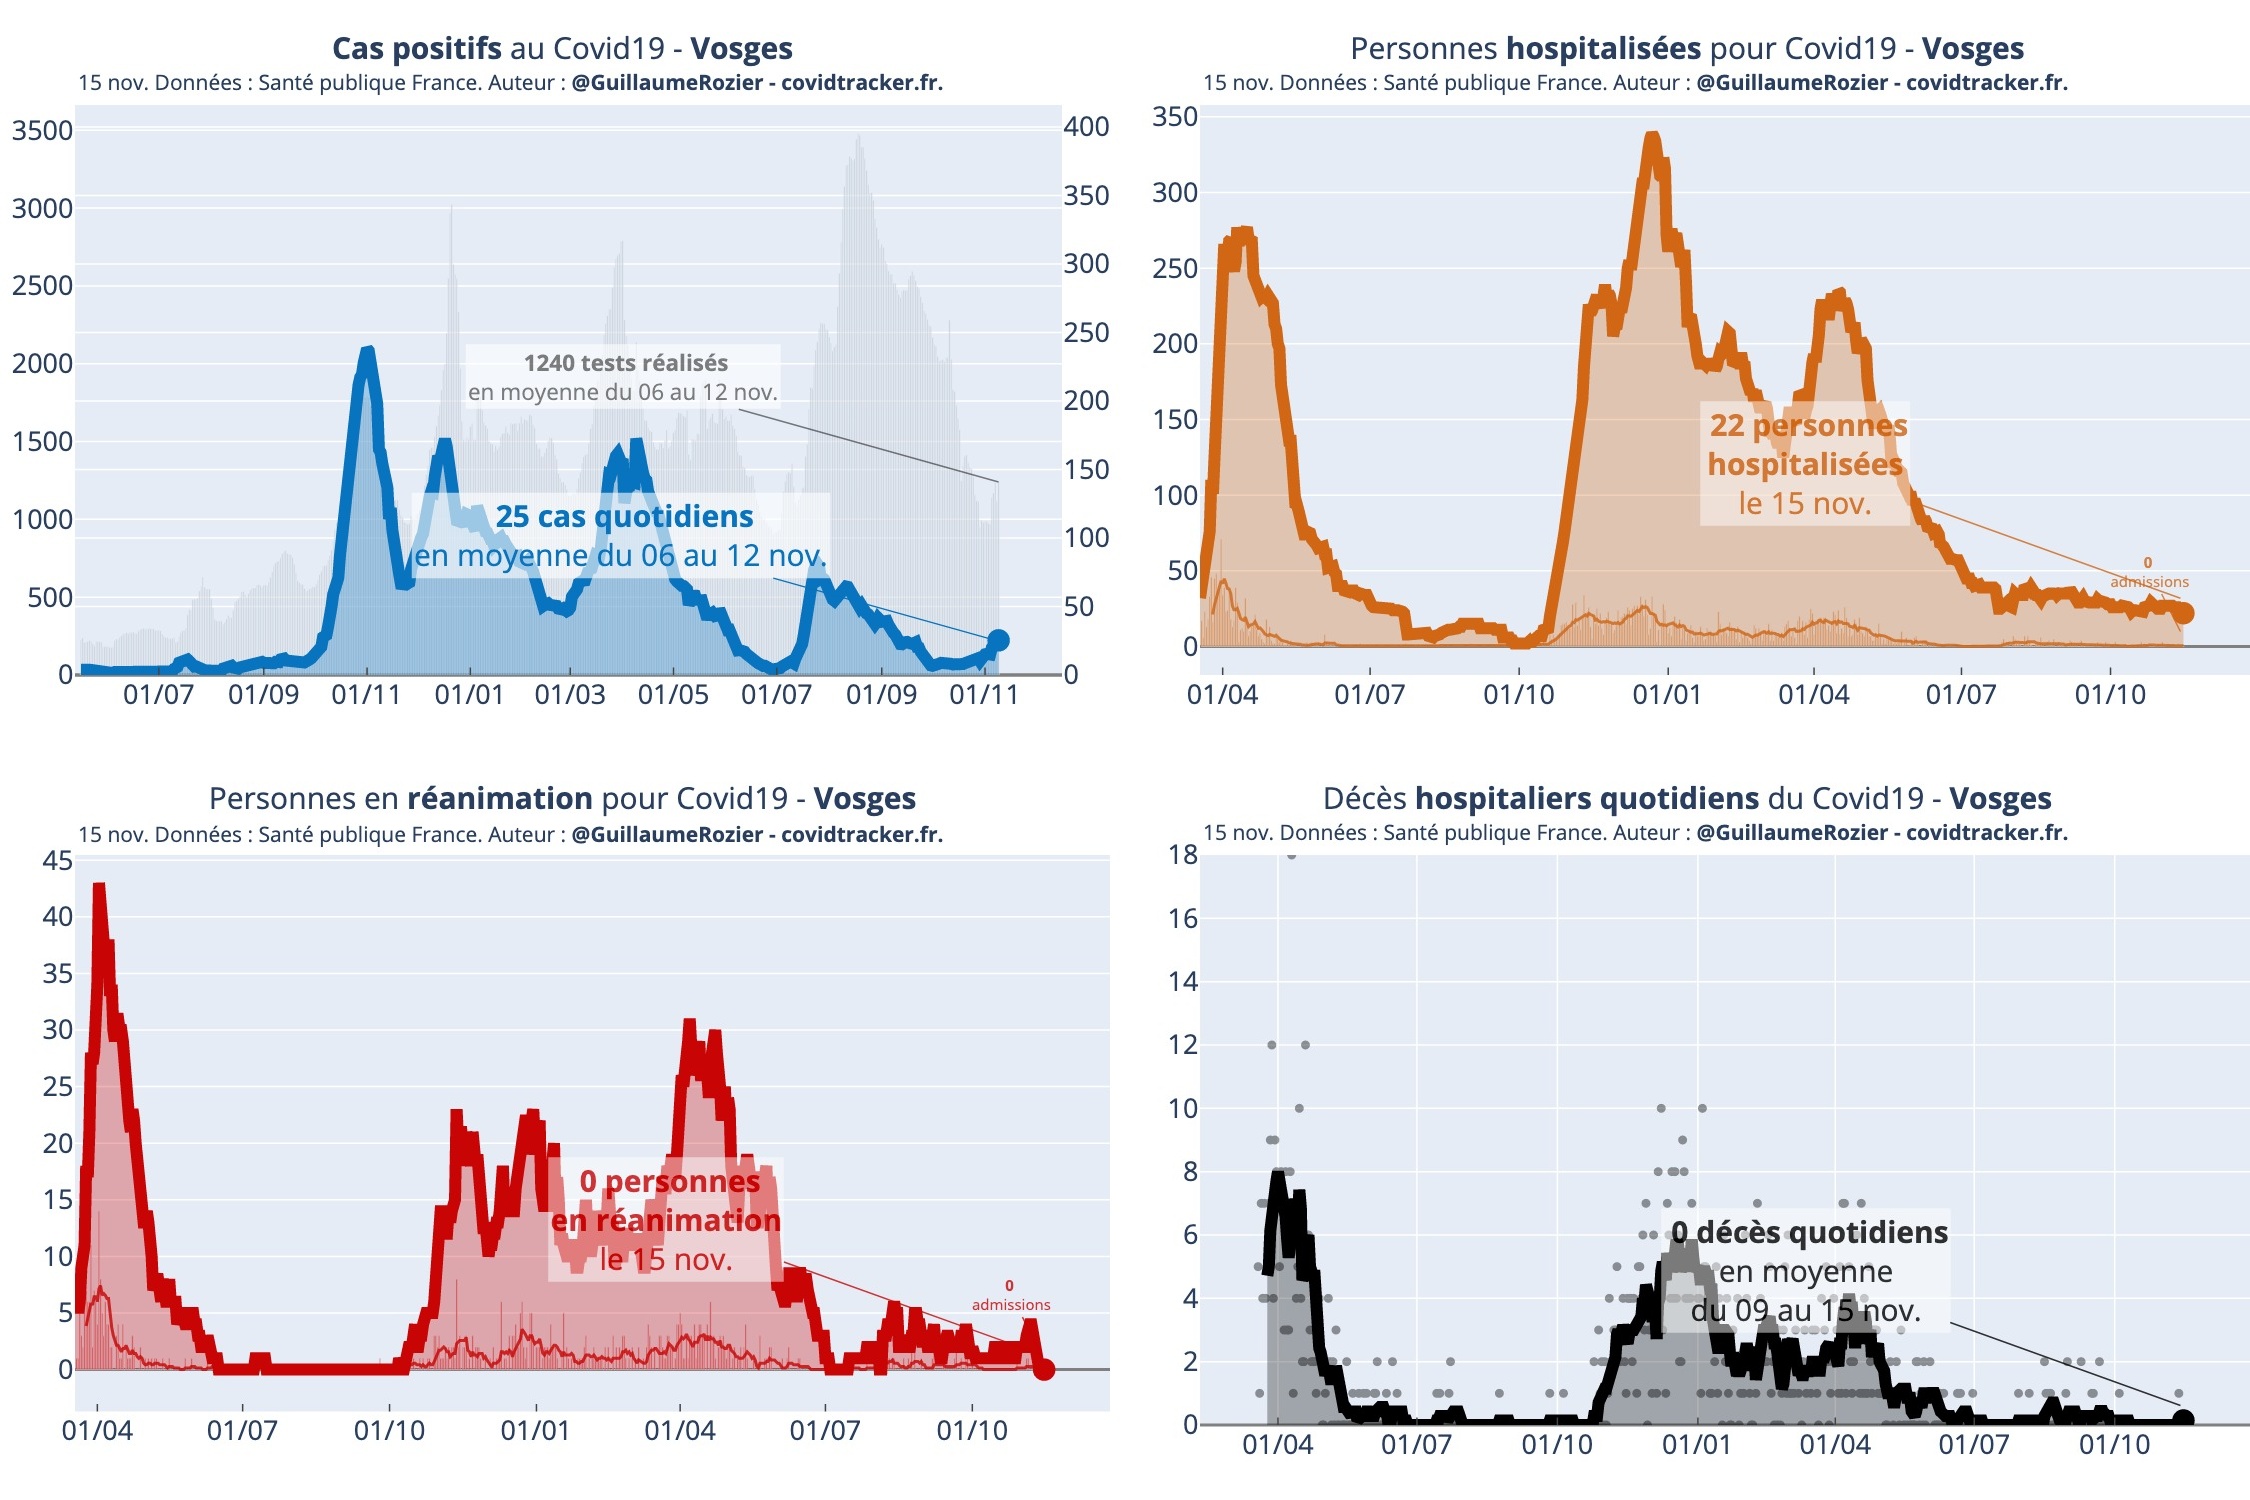 Cas positifs au Covid19 - Vosges
15 nov. Données : Santé publique France. Auteur : @GuillaumeRozier - covidtracker.fr.
3500
3000
2500
2000
1500
1000
500
0
400
350
300
250
200
150
100
50
0
1240 tests réalisés
en moyenne du 06 au 12 nov.
25 cas quotidiens
en moyenne du 06 au 12 nov.
01/07 01/09 01/11 01/01 01/03 01/05 01/07 01/09 01/11
Personnes hospitalisées pour Covid19 - Vosges
15 nov. Données : Santé publique France. Auteur : @GuillaumeRozier - covidtracker.fr.
350
300
250
200
150
100
50
0
22 personnes
hospitalisées
le 15 nov.
0
admissions
01/04 01/07 01/10 01/01 01/04 01/07 01/10
Personnes en réanimation pour Covid19 - Vosges
15 nov. Données : Santé publique France. Auteur : @GuillaumeRozier - covidtracker.fr.
45
40
35
30
25
20
15
10
5
0
0 personnes
en réanimation
le 15 nov.
0
admissions
01/04 01/07 01/10 01/01 01/04 01/07 01/10
Décès hospitaliers quotidiens du Covid19 - Vosges
15 nov. Données : Santé publique France. Auteur : @GuillaumeRozier - covidtracker.fr.
18
16
14
12
10
8
6
4
2
0
0 décès quotidiens
en moyenne
du 09 au 15 nov.
01/04 01/07 01/10 01/01 01/04 01/07 01/10